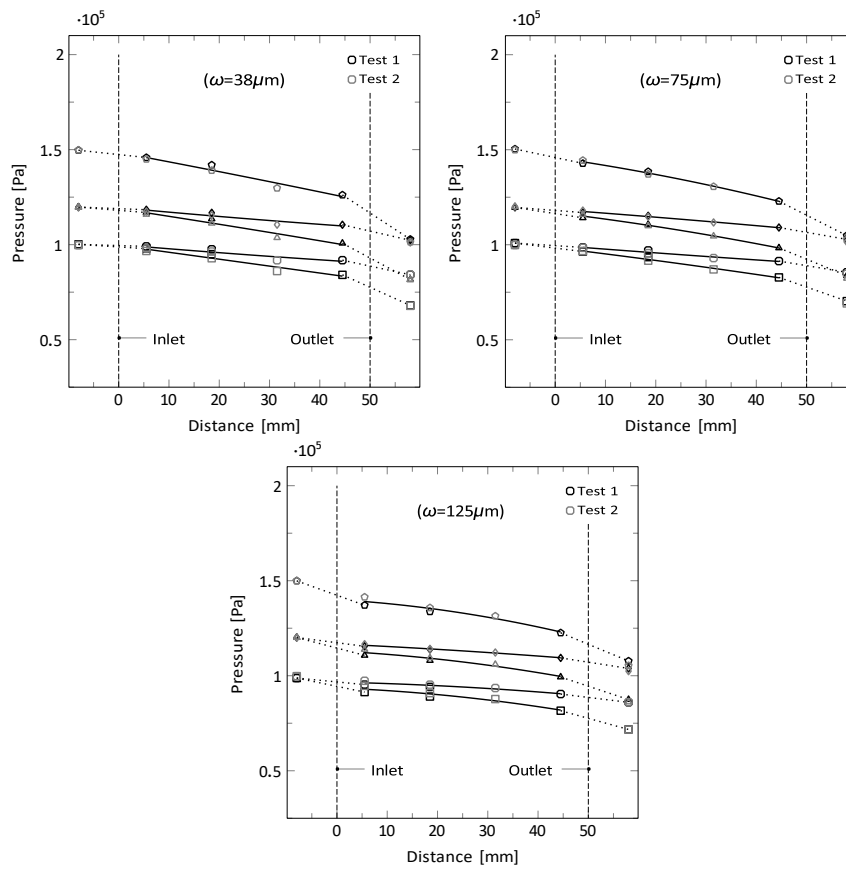 ·10⁵
2
1.5
1
0.5
Pressure [Pa]
(ω=38μm)
Test 1
Test 2
Inlet
Outlet
0 10 20 30 40 50 60
Distance [mm]
·10⁵
2
1.5
1
0.5
Pressure [Pa]
(ω=75μm)
Test 1
Test 2
Inlet
Outlet
0 10 20 30 40 50
Distance [mm]
·10⁵
2
1.5
1
0.5
Pressure [Pa]
(ω=125μm)
Test 1
Test 2
Inlet
Outlet
0 10 20 30 40 50 60
Distance [mm]